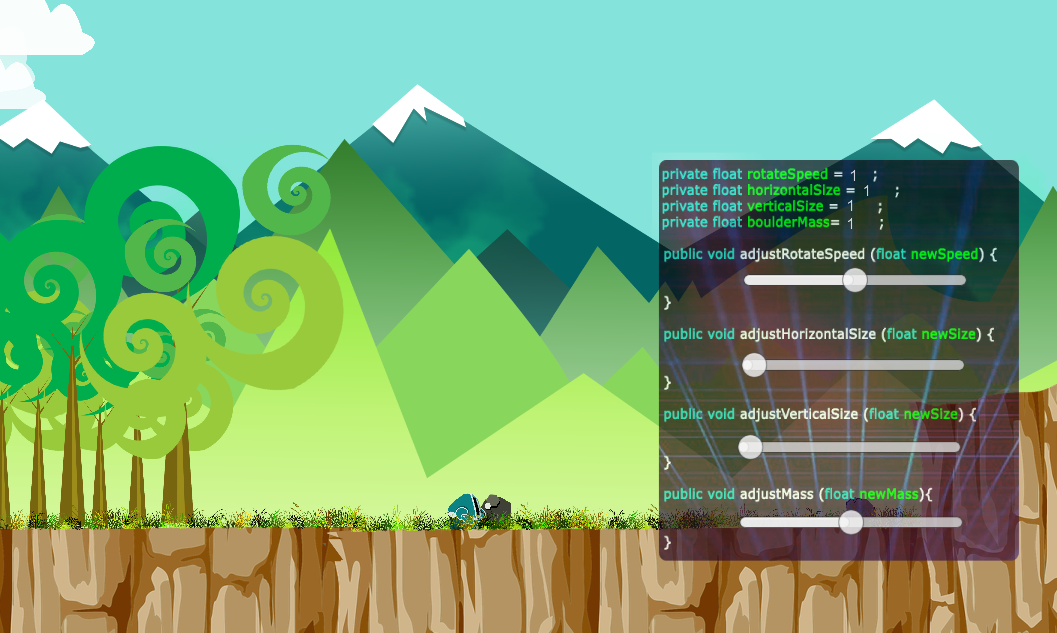 private float rotateSpeed = 1 ;
private float horizontalSize = 1 ;
private float verticalSize = 1 ;
private float boulderMass= 1 ;
public void adjustRotateSpeed (float newSpeed) {
}
public void adjustHorizontalSize (float newSize) {
}
public void adjustVerticalSize (float newSize) {
}
public void adjustMass (float newMass){
}